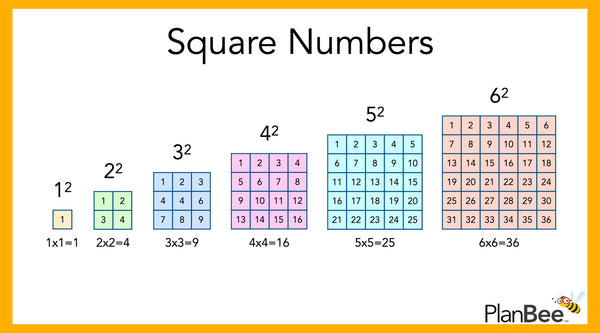 Square Numbers
1²
1
1x1=1
2²
1 2
3 4
2x2=4
3²
1 2 3
4 4 6
7 8 9
3x3=9
4²
1 2 3 4
5 6 7 8
9 10 11 12
13 14 15 16
4x4=16
5²
1 2 3 4 5
6 7 8 9 10
11 12 13 14 15
16 17 18 19 20
21 22 23 24 25
5x5=25
6²
1 2 3 4 5 6
7 8 9 10 11 12
13 14 15 16 17 18
19 20 21 22 23 24
25 26 27 28 29 30
31 32 33 34 35 36
6x6=36
PlanBee